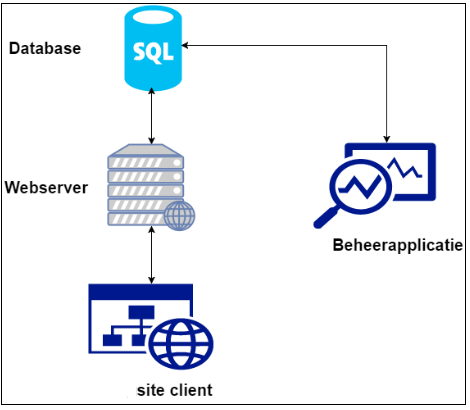 Database
SQL
Webserver
Beheerapplicatie
site client